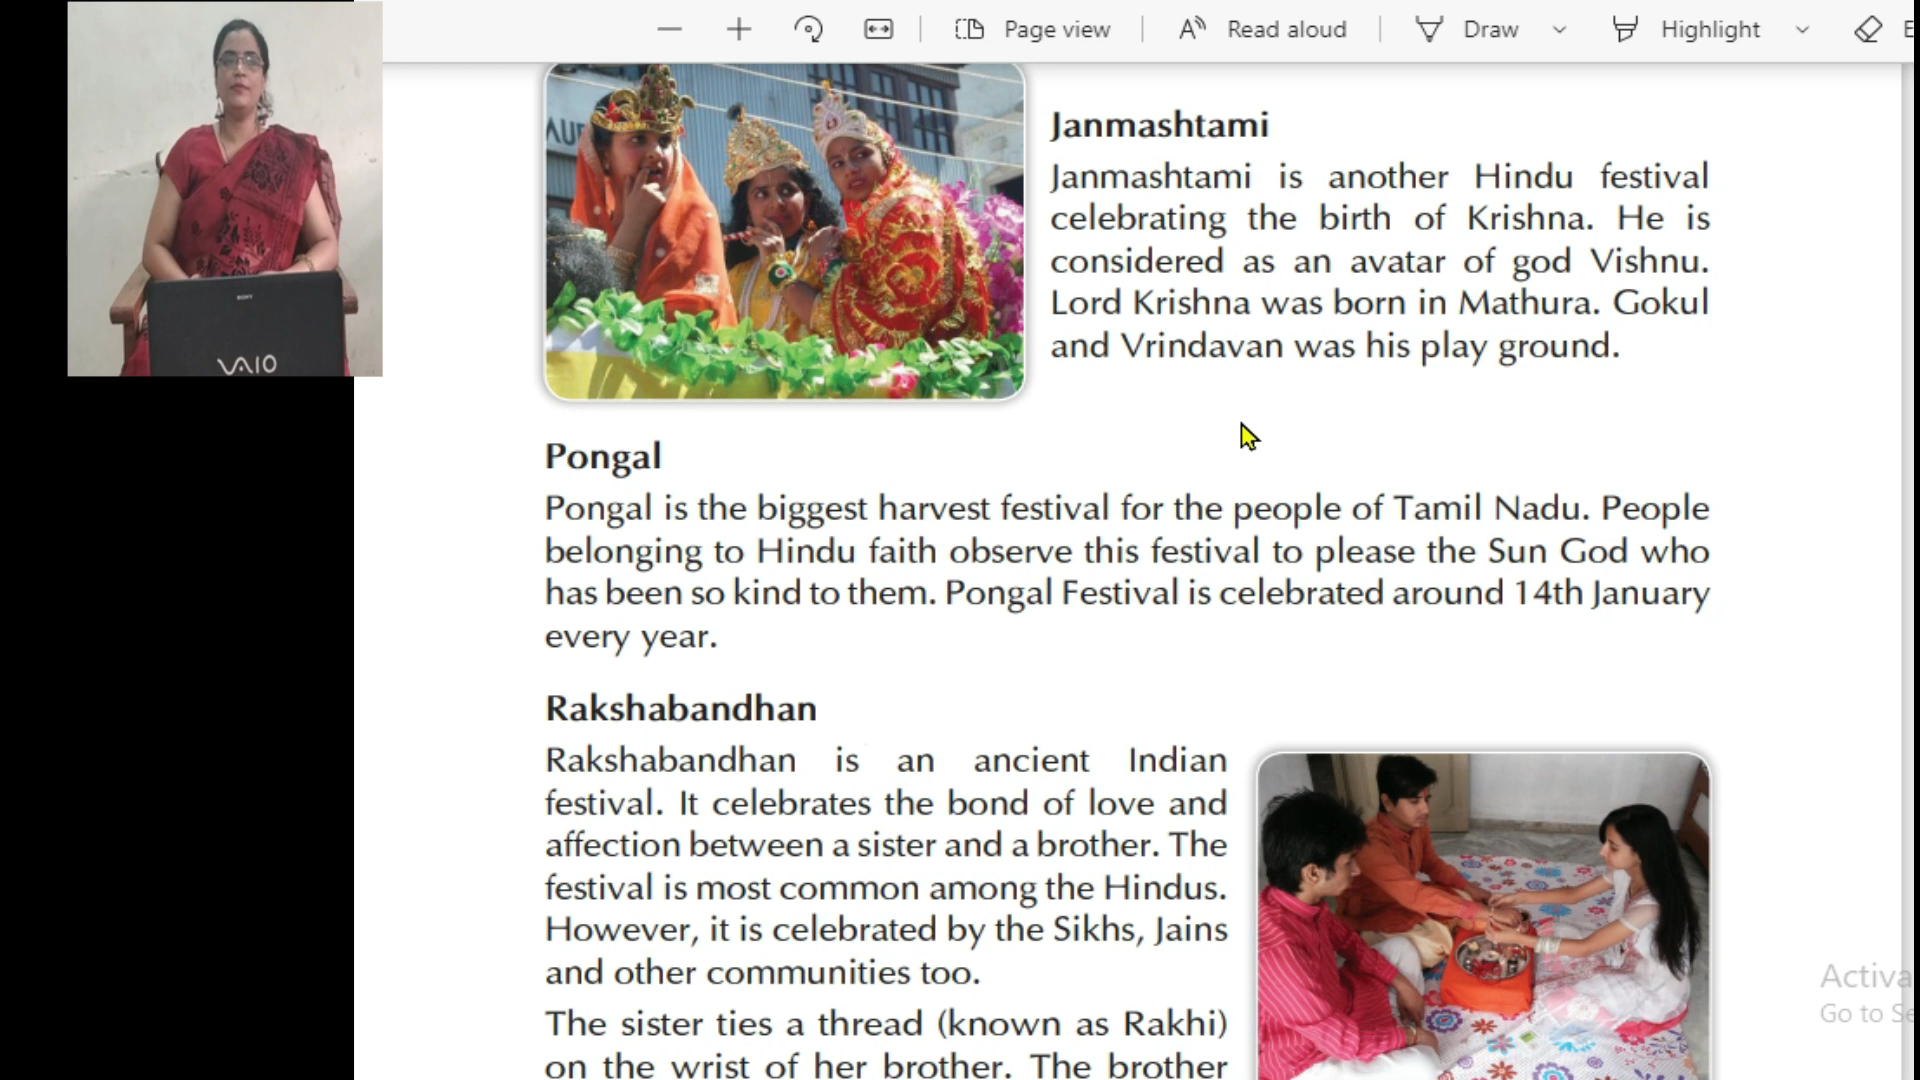 Page view
Read aloud
Draw
Highlight
SONY
VAIO
Janmashtami
Janmashtami is another Hindu festival
celebrating the birth of Krishna. He is
considered as an avatar of god Vishnu.
Lord Krishna was born in Mathura. Gokul
and Vrindavan was his play ground.
Pongal
Pongal is the biggest harvest festival for the people of Tamil Nadu. People
belonging to Hindu faith observe this festival to please the Sun God who
has been so kind to them. Pongal Festival is celebrated around 14th January
every year.
Rakshabandhan
Rakshabandhan is an ancient Indian
festival. It celebrates the bond of love and
affection between a sister and a brother. The
festival is most common among the Hindus.
However, it is celebrated by the Sikhs, Jains
and other communities too.
The sister ties a thread (known as Rakhi)
on the wrist of her brother. The brother
Go to